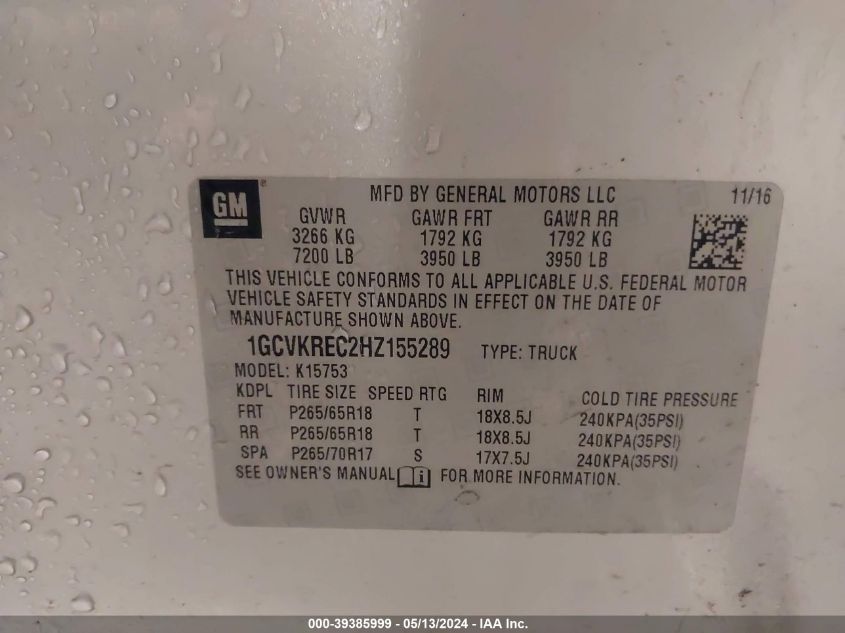 GM ® MFD BY GENERAL MOTORS LLC 11/16
GVWR GAWR FRT GAWR RR
3266 KG 1792 KG 1792 KG
7200 LB 3950 LB 3950 LB
THIS VEHICLE CONFORMS TO ALL APPLICABLE U.S. FEDERAL MOTOR
VEHICLE SAFETY STANDARDS IN EFFECT ON THE DATE OF
MANUFACTURE SHOWN ABOVE.
1GCVKREC2HZ155289 TYPE: TRUCK
MODEL: K15753
KDPL TIRE SIZE SPEED RTG RIM COLD TIRE PRESSURE
FRT P265/65R18 T 18X8.5J 240KPA(35PSI)
RR P265/65R18 T 18X8.5J 240KPA(35PSI)
SPA P265/70R17 S 17X7.5J 240KPA(35PSI)
SEE OWNER'S MANUAL FOR MORE INFORMATION.
000-39385999 - 05/13/2024 - IAA Inc.